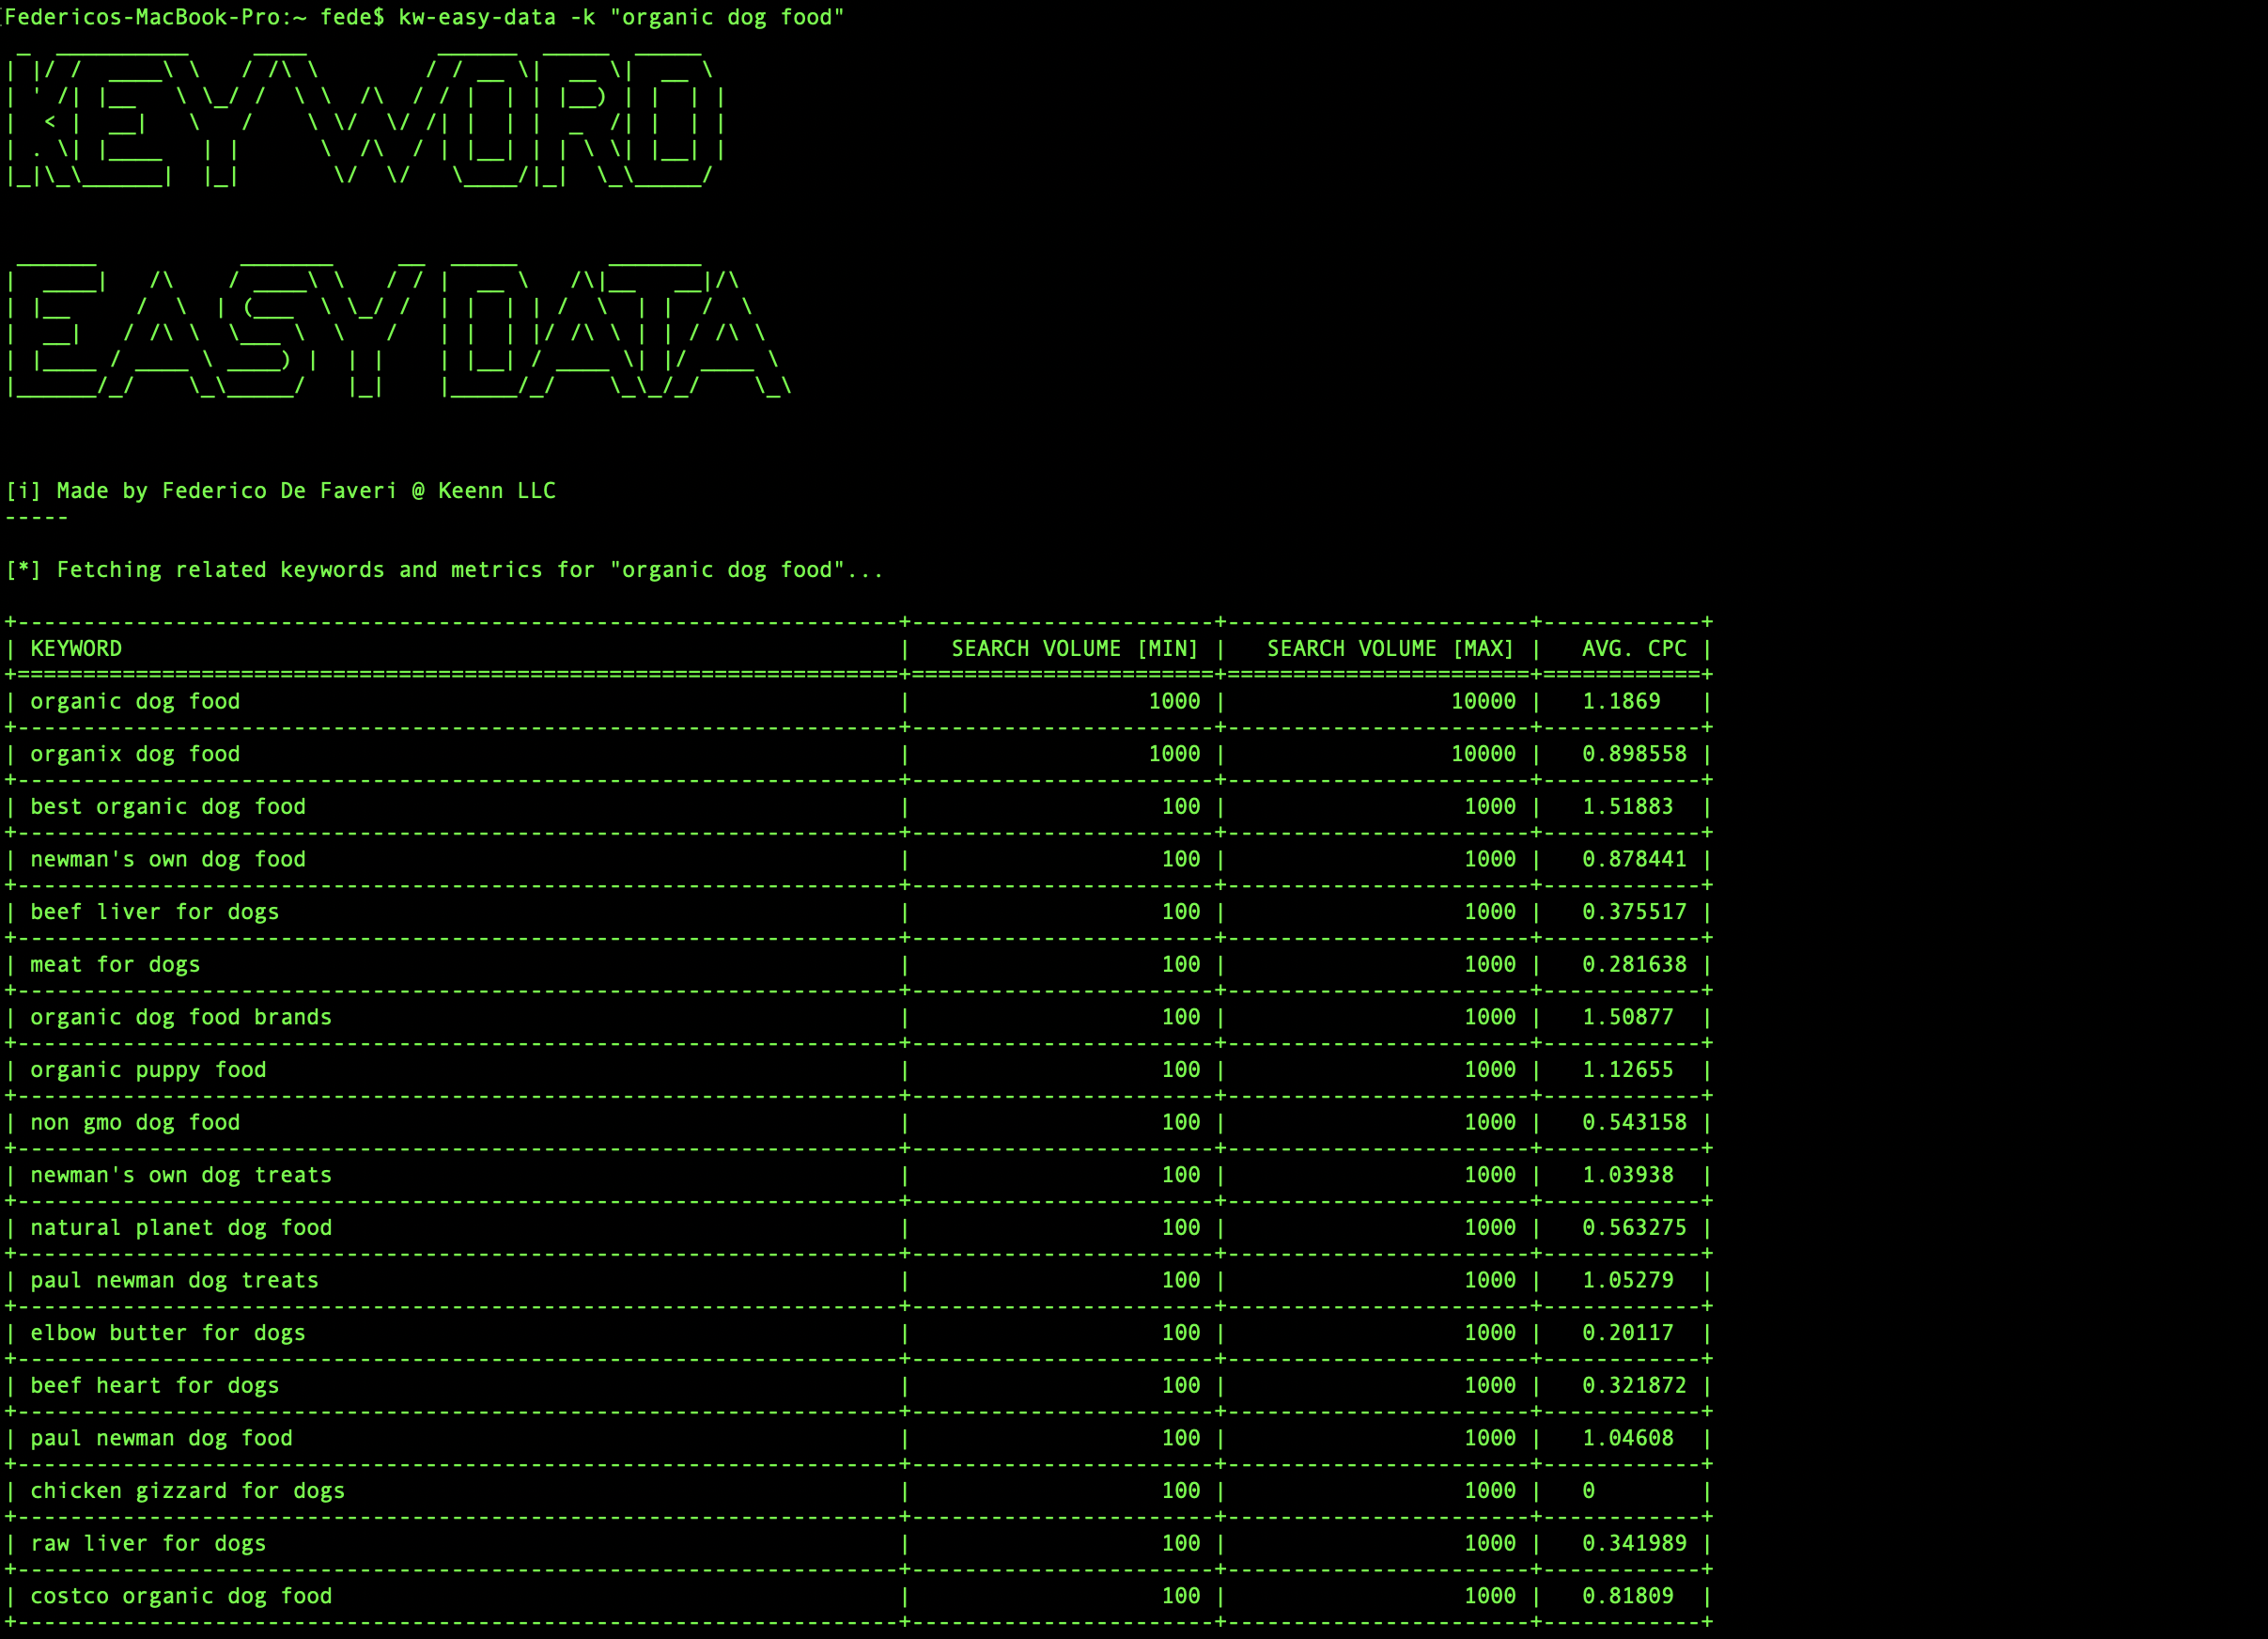 Federicos-MacBook-Pro:~ fede$ kw-easy-data -k "organic dog food"
KEYWORD
EASY DATA
[i] Made by Federico De Faveri @ Keenn LLC
-----
[*] Fetching related keywords and metrics for "organic dog food"...
| KEYWORD | SEARCH VOLUME [MIN] | SEARCH VOLUME [MAX] | AVG. CPC |
| organic dog food | 1000 | 10000 | 1.1869 |
| organix dog food | 1000 | 10000 | 0.898558 |
| best organic dog food | 100 | 1000 | 1.51883 |
| newman's own dog food | 100 | 1000 | 0.878441 |
| beef liver for dogs | 100 | 1000 | 0.375517 |
| meat for dogs | 100 | 1000 | 0.281638 |
| organic dog food brands | 100 | 1000 | 1.50877 |
| organic puppy food | 100 | 1000 | 1.12655 |
| non gmo dog food | 100 | 1000 | 0.543158 |
| newman's own dog treats | 100 | 1000 | 1.03938 |
| natural planet dog food | 100 | 1000 | 0.563275 |
| paul newman dog treats | 100 | 1000 | 1.05279 |
| elbow butter for dogs | 100 | 1000 | 0.20117 |
| beef heart for dogs | 100 | 1000 | 0.321872 |
| paul newman dog food | 100 | 1000 | 1.04608 |
| chicken gizzard for dogs | 100 | 1000 | 0 |
| raw liver for dogs | 100 | 1000 | 0.341989 |
| costco organic dog food | 100 | 1000 | 0.81809 |